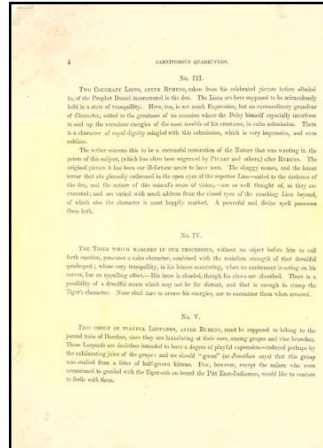 4 CARNIVOROUS QUADRUPEDS.
No. III.
Two Couchant Lions, after Rubens, taken from his celebrated picture before alluded
to, of the Prophet Daniel incarcerated in the den. The Lions are here supposed to be miraculously
held in a state of tranquillity. Here, too, is not much Expression, but an extraordinary grandeur
of Character, suited to the greatness of an occasion where the Deity himself especially interferes
to seal up the voracious energies of the most terrible of his creatures, in calm submission. There
is a character of royal dignity mingled with this submission, which is very impressive, and even
sublime.
The writer esteems this to be a successful restoration of the Nature that was wanting in the
prints of this subject, (which has often been engraved by Picart and others) after Rubens. The
original picture it has been our ill-fortune never to have seen. The shaggy manes, and the latent
terror that sits gloomily enthroned in the open eyes of the superior Lion—suited to the darkness of
the den, and the nature of this animal's sense of vision,—are as well thought of, as they are
executed; and are varied with much address from the closed eyes of the couching Lion beyond,
of which also the character is most happily marked. A powerful and divine spell possesses
them both.
No. IV.
The Tiger which marches in our procession, without an object before him to call
forth exertion, possesses a calm character, combined with the resistless strength of that dreadful
quadruped; whose very tranquillity, in his leisure sauntering, when no excitement is acting on his
nerves, has an appalling effect.—His terror is cloaked, though his claws are sheathed. There is a
possibility of a dreadful storm which may not be far distant, and that is enough to stamp the
Tiger's character. None shall dare to arouse his energies, nor to encounter them when aroused.
No. V.
This group of playful Leopards, after Rubens, must be supposed to belong to the
jovial train of Bacchus, since they are luxuriating at their ease, among grapes and vine branches.
These Leopards are doubtless intended to have a degree of playful expression—induced perhaps by
the exhilarating juice of the grape: and we should "guess" (as Jonathan says) that this group
was studied from a litter of half-grown kittens. Few, however, except the sailors who were
accustomed to gambol with the Tiger-cub on board the Pitt East-Indiaman, would like to venture
to frolic with them.